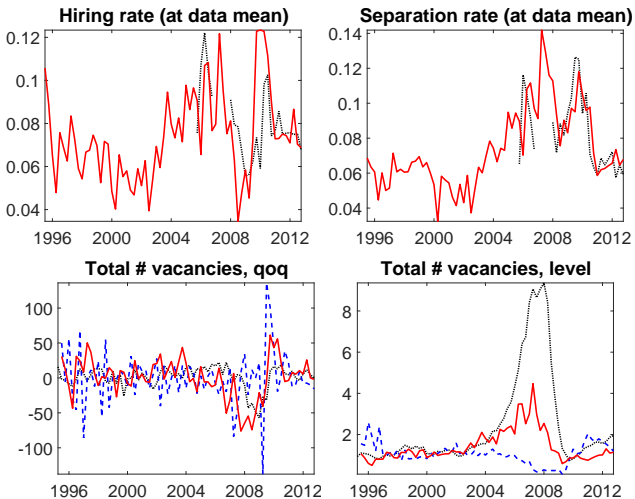 Hiring rate (at data mean)
0.12
0.1
0.08
0.06
0.04
1996 2000 2004 2008 2012
Separation rate (at data mean)
0.14
0.12
0.1
0.08
0.06
0.04
1996 2000 2004 2008 2012
Total # vacancies, qoq
100
50
0
-50
-100
1996 2000 2004 2008 2012
Total # vacancies, level
8
6
4
2
1996 2000 2004 2008 2012